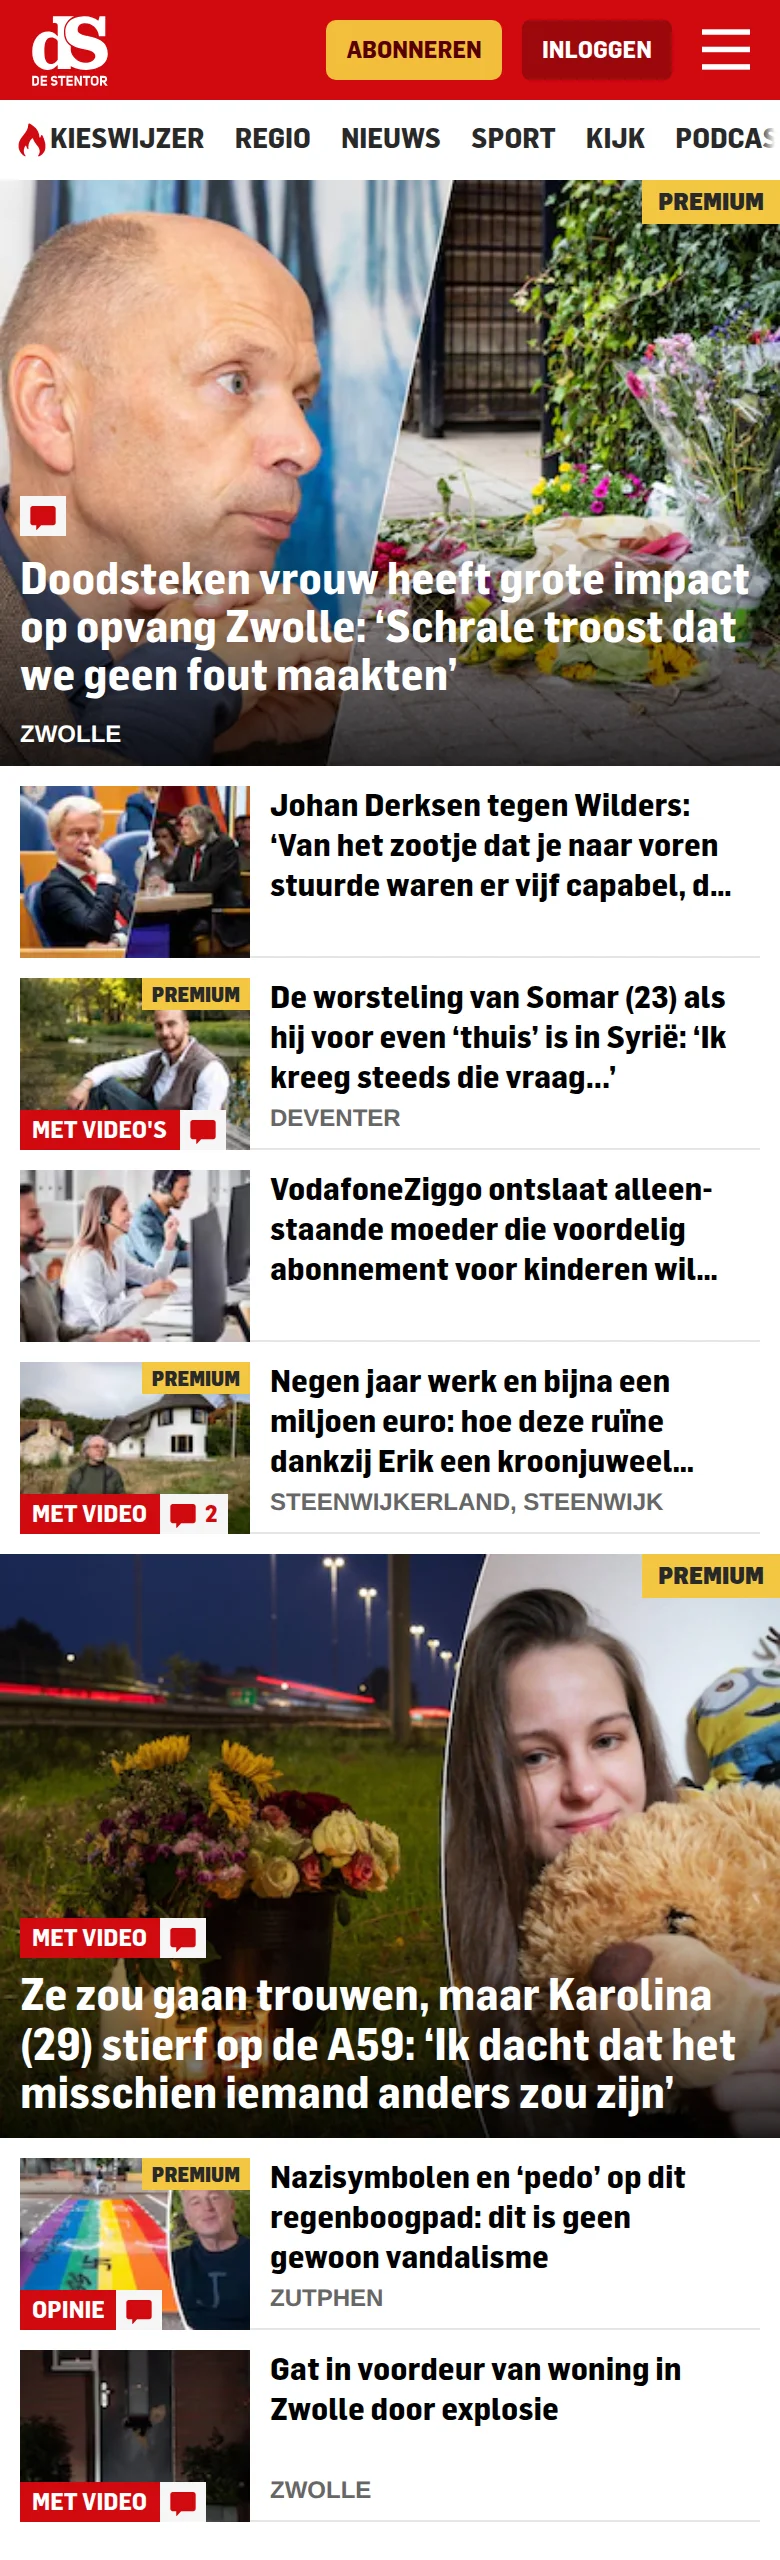 dS
DE STENTOR
ABONNEREN
INLOGGEN
KIESWIJZER REGIO NIEUWS SPORT KIJK PODCAS
PREMIUM
Doodsteken vrouw heeft grote impact
op opvang Zwolle: ‘Schrale troost dat
we geen fout maakten’
ZWOLLE
Johan Derksen tegen Wilders:
‘Van het zootje dat je naar voren
stuurde waren er vijf capabel, d...
PREMIUM
MET VIDEO'S
De worsteling van Somar (23) als
hij voor even ‘thuis’ is in Syrië: ‘Ik
kreeg steeds die vraag...’
DEVENTER
VodafoneZiggo ontslaat alleen-
staande moeder die voordelig
abonnement voor kinderen wil...
PREMIUM
MET VIDEO 2
Negen jaar werk en bijna een
miljoen euro: hoe deze ruïne
dankzij Erik een kroonjuweel...
STEENWIJKERLAND, STEENWIJK
PREMIUM
MET VIDEO
Ze zou gaan trouwen, maar Karolina
(29) stierf op de A59: ‘Ik dacht dat het
misschien iemand anders zou zijn’
PREMIUM
OPINIE
Nazisymbolen en ‘pedo’ op dit
regenboogpad: dit is geen
gewoon vandalisme
ZUTPHEN
MET VIDEO
Gat in voordeur van woning in
Zwolle door explosie
ZWOLLE